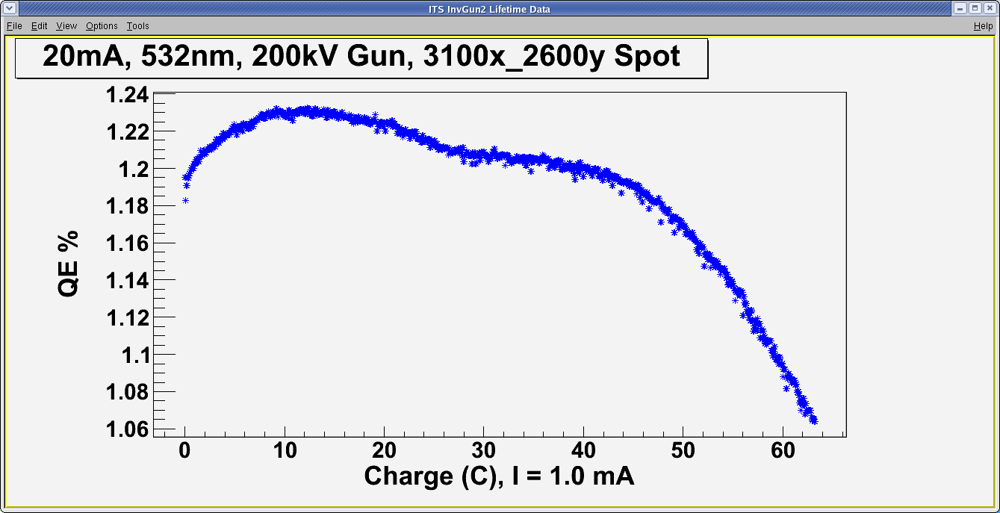 ITS InvGun2 Lifetime Data
File Edit View Options Tools Help
20mA, 532nm, 200kV Gun, 3100x_2600y Spot
1.24
1.22
1.2
1.18
1.16
1.14
1.12
1.1
1.08
1.06
QE %
0 10 20 30 40 50 60
Charge (C), I = 1.0 mA